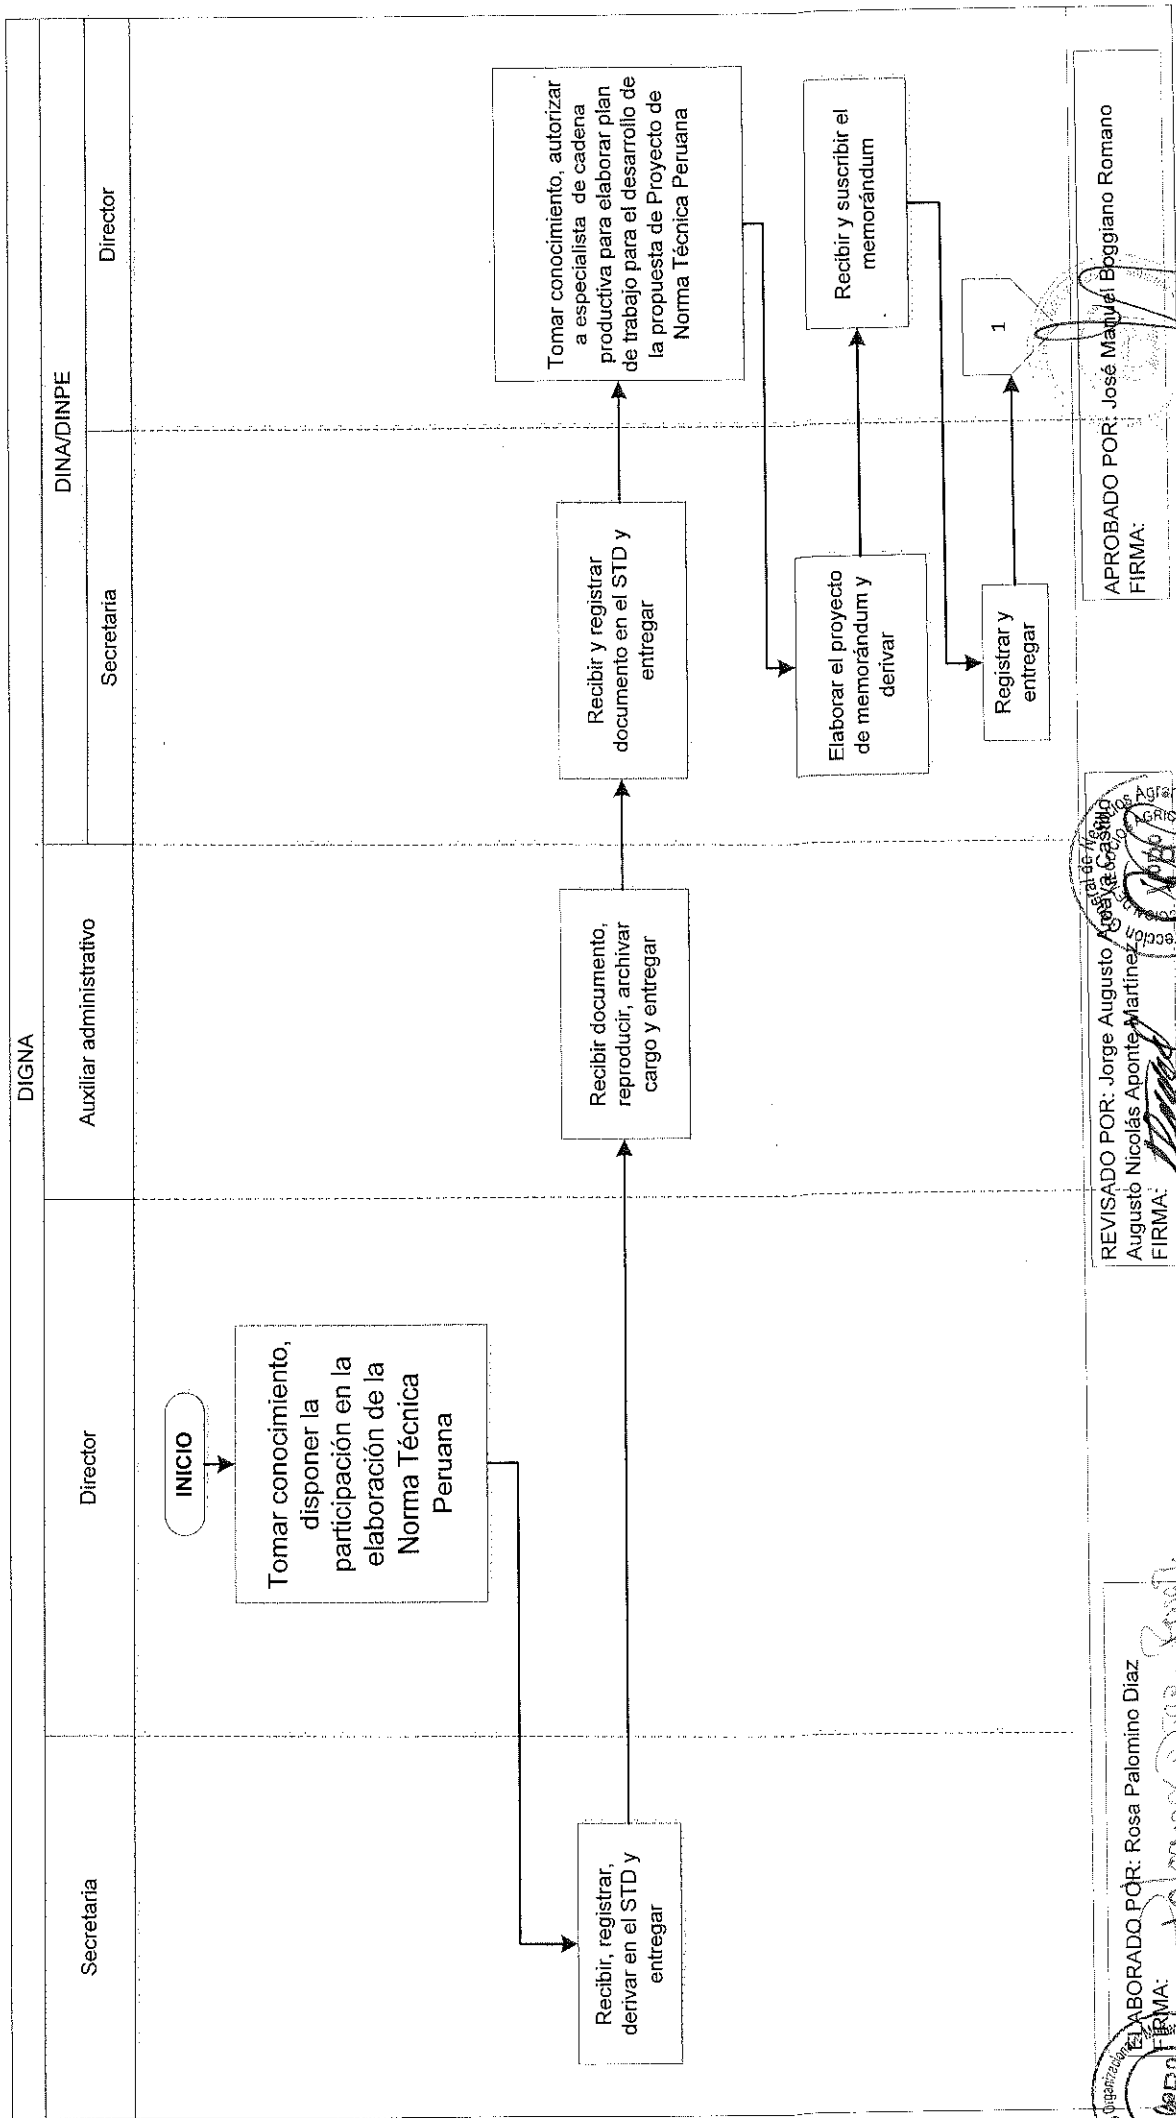 DIGNA
DINA/DINPE
Secretaria
Director
Auxiliar administrativo
Secretaria
Director
INICIO
Tomar conocimiento,
disponer la
participación en la
elaboración de la
Norma Técnica
Peruana
Recibir, registrar,
derivar en el STD y
entregar
Recibir documento,
reproducir, archivar
cargo y entregar
Recibir y registrar
documento en el STD y
entregar
Tomar conocimiento, autorizar
a especialista de cadena
productiva para elaborar plan
de trabajo para el desarrollo de
la propuesta de Proyecto de
Norma Técnica Peruana
Elaborar el proyecto
de memorándum y
derivar
Recibir y suscribir el
memorándum
Registrar y
entregar
1
ELABORADO POR: Rosa Palomino Diaz
FIRMA:
REVISADO POR: Jorge Augusto Amaya Castillo
Augusto Nicolás Aponte Martínez
FIRMA:
APROBADO POR: José Manuel Boggiano Romano
FIRMA: